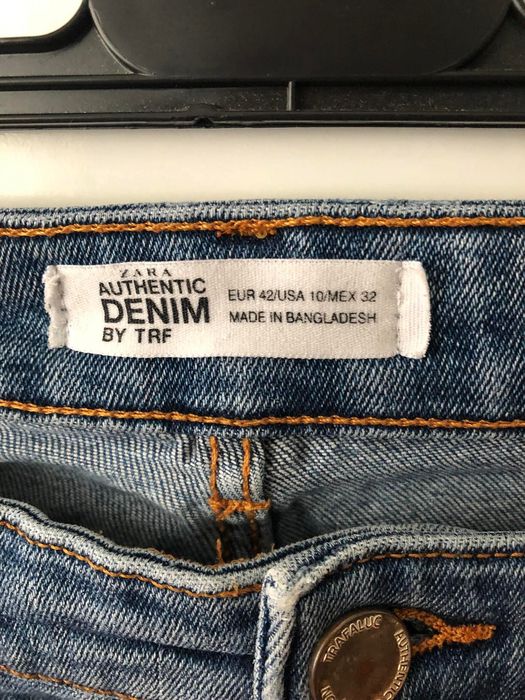 ZARA
AUTHENTIC
DENIM
BY TRF
EUR 42/USA 10/MEX 32
MADE IN BANGLADESH
TRAFALUC
AUTHENTIC